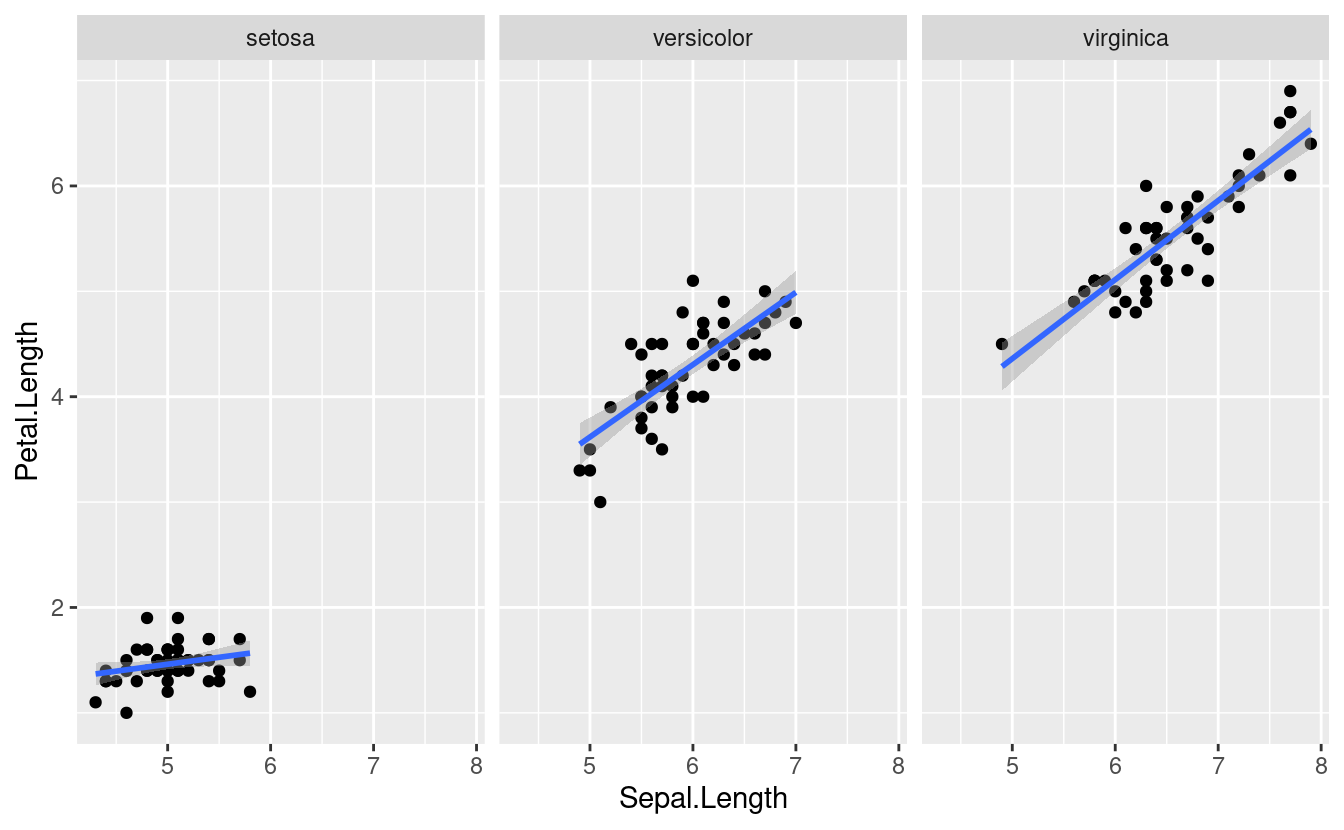 setosa versicolor virginica
6
4
2
Petal.Length
5 6 7 8 5 6 7 8 5 6 7 8
Sepal.Length